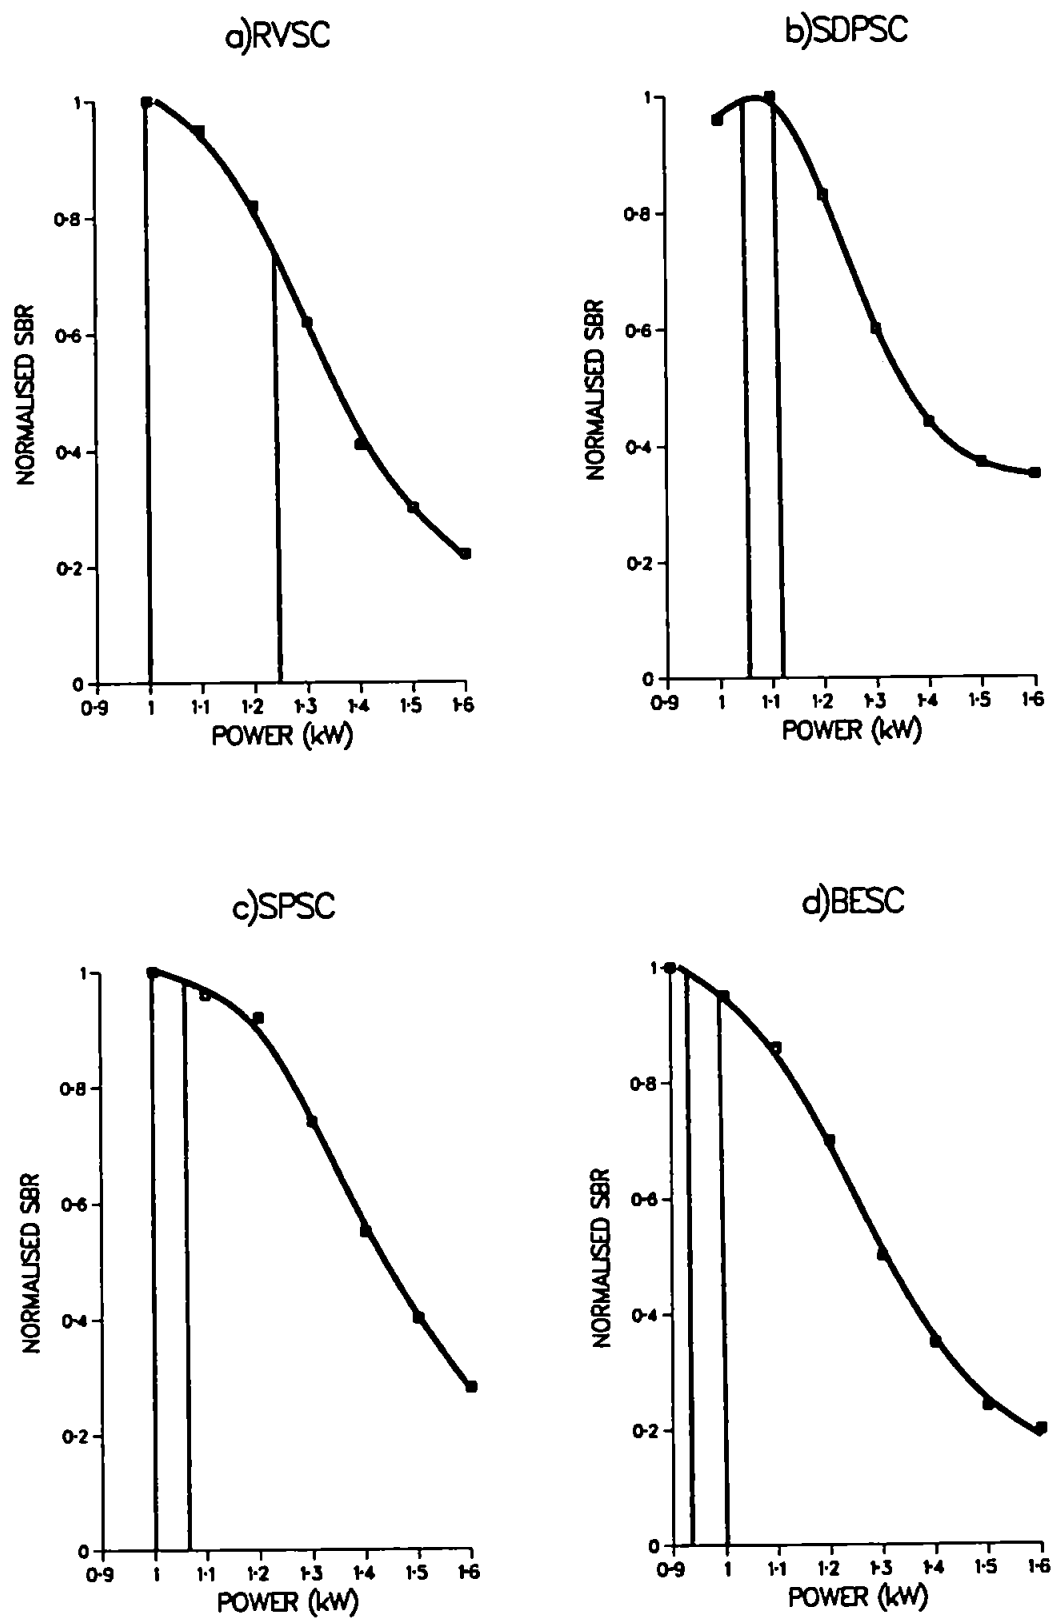 a)RVSC
1
0·8
0·6
0·4
0·2
0
NORMALISED SBR
0·9 1 1·1 1·2 1·3 1·4 1·5 1·6
POWER (kW)
b)SDPSC
1
0·8
0·6
0·4
0·2
0
NORMALISED SBR
0·9 1 1·1 1·2 1·3 1·4 1·5 1·6
POWER (kW)
c)SPSC
1
0·8
0·6
0·4
0·2
0
NORMALISED SBR
0·9 1 1·1 1·2 1·3 1·4 1·5 1·6
POWER (kW)
d)BESC
1
0·8
0·6
0·4
0·2
0
NORMALISED SBR
0·9 1 1·1 1·2 1·3 1·4 1·5 1·6
POWER (kW)